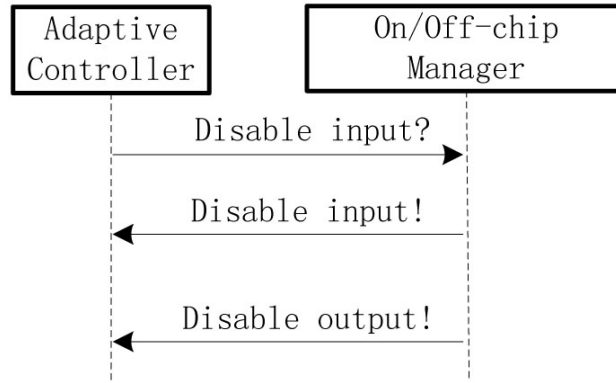 Adaptive
Controller
On/Off-chip
Manager
Disable input?
Disable input!
Disable output!